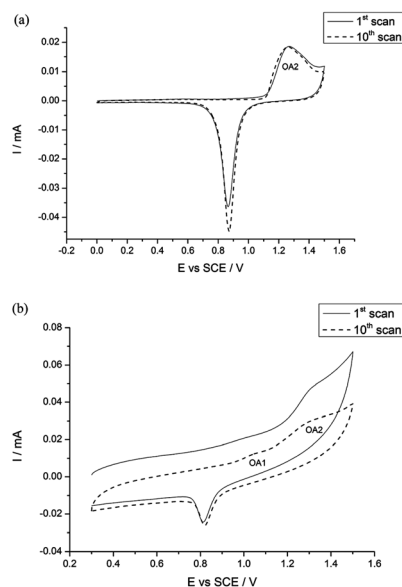 (a)
1st scan
10th scan
0.02
0.01
0.00
-0.01
-0.02
-0.03
-0.04
I / mA
OA2
-0.2 0.0 0.2 0.4 0.6 0.8 1.0 1.2 1.4 1.6
E vs SCE / V
(b)
1st scan
10th scan
0.08
0.06
0.04
0.02
0.00
-0.02
-0.04
I / mA
OA2
OA1
0.2 0.4 0.6 0.8 1.0 1.2 1.4 1.6
E vs SCE / V